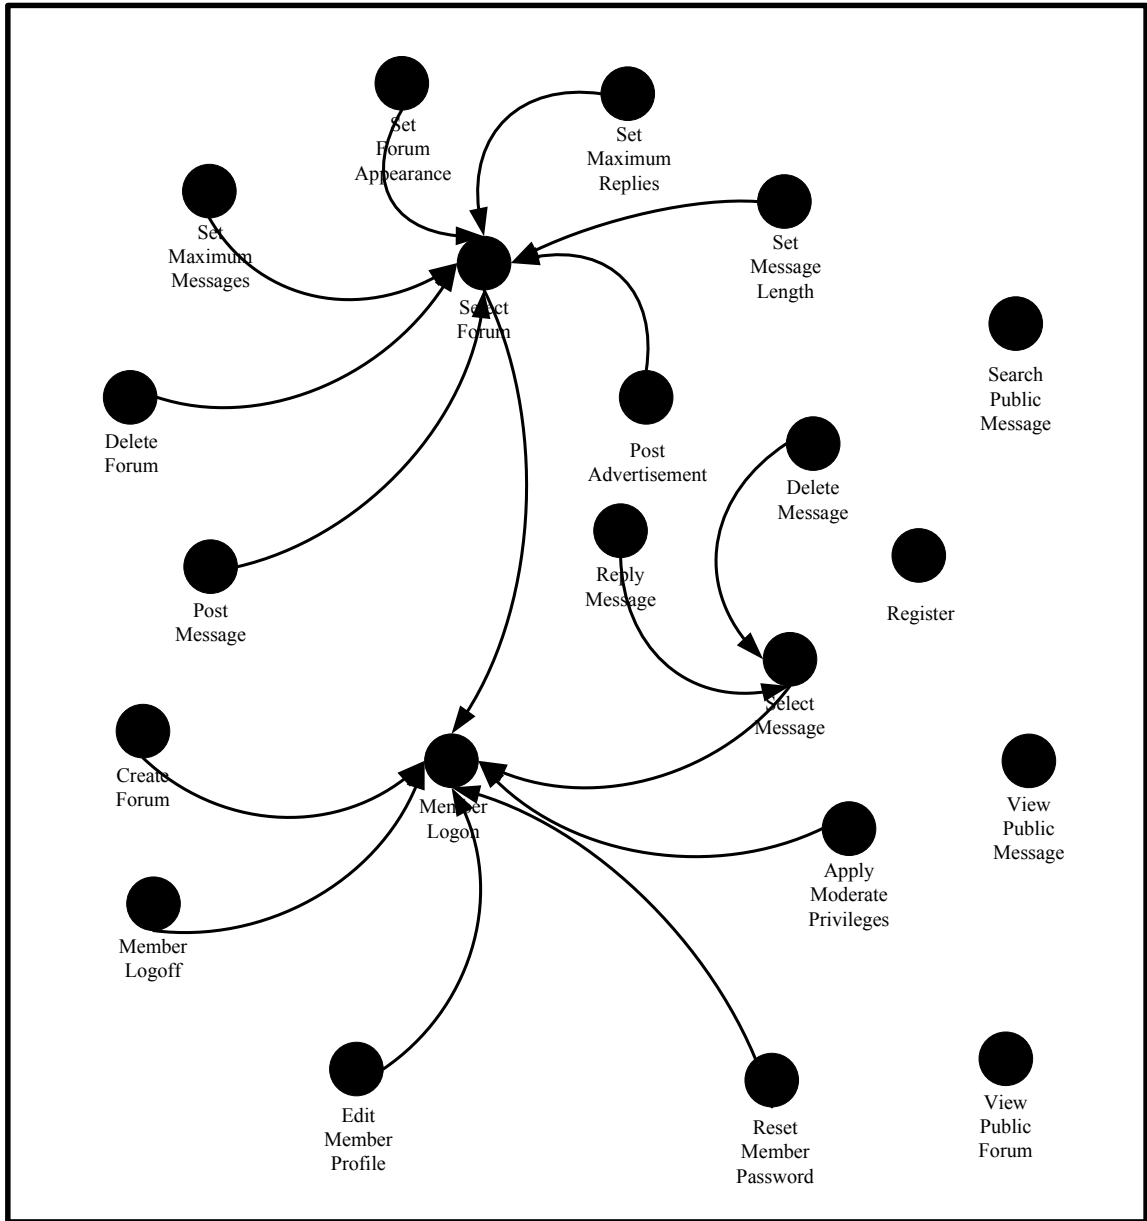 Set
Forum
Appearance
Set
Maximum
Replies
Set
Maximum
Messages
Set
Message
Length
Select
Forum
Search
Public
Message
Delete
Forum
Post
Advertisement
Delete
Message
Reply
Message
Post
Message
Register
Select
Message
Create
Forum
Member
Logon
View
Public
Message
Apply
Moderate
Privileges
Member
Logoff
Edit
Member
Profile
Reset
Member
Password
View
Public
Forum